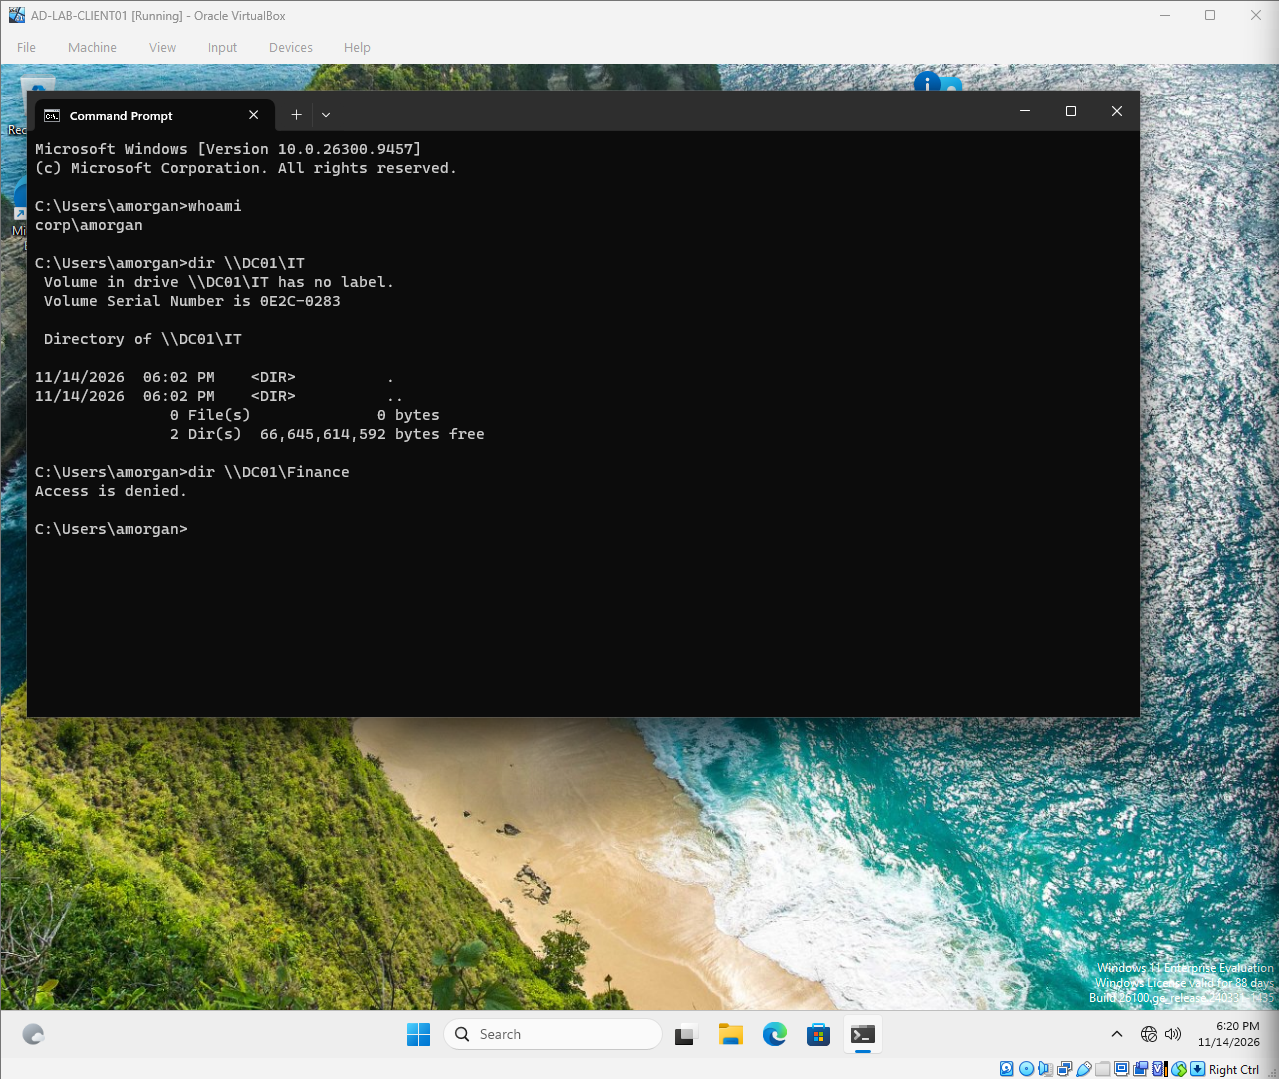 AD-LAB-CLIENT01 [Running] - Oracle VirtualBox
File Machine View Input Devices Help
Command Prompt
Microsoft Windows [Version 10.0.26300.9457]
(c) Microsoft Corporation. All rights reserved.
C:\Users\amorgan>whoami
corp\amorgan
C:\Users\amorgan>dir \\DC01\IT
Volume in drive \\DC01\IT has no label.
Volume Serial Number is 0E2C-0283
Directory of \\DC01\IT
11/14/2026 06:02 PM <DIR> .
11/14/2026 06:02 PM <DIR> ..
0 File(s) 0 bytes
2 Dir(s) 66,645,614,592 bytes free
C:\Users\amorgan>dir \\DC01\Finance
Access is denied.
C:\Users\amorgan>
Windows 11 Enterprise Evaluation
Windows License valid for 88 days
Build 26100.ge_release.240331-1435
Search
6:20 PM
11/14/2026
Right Ctrl